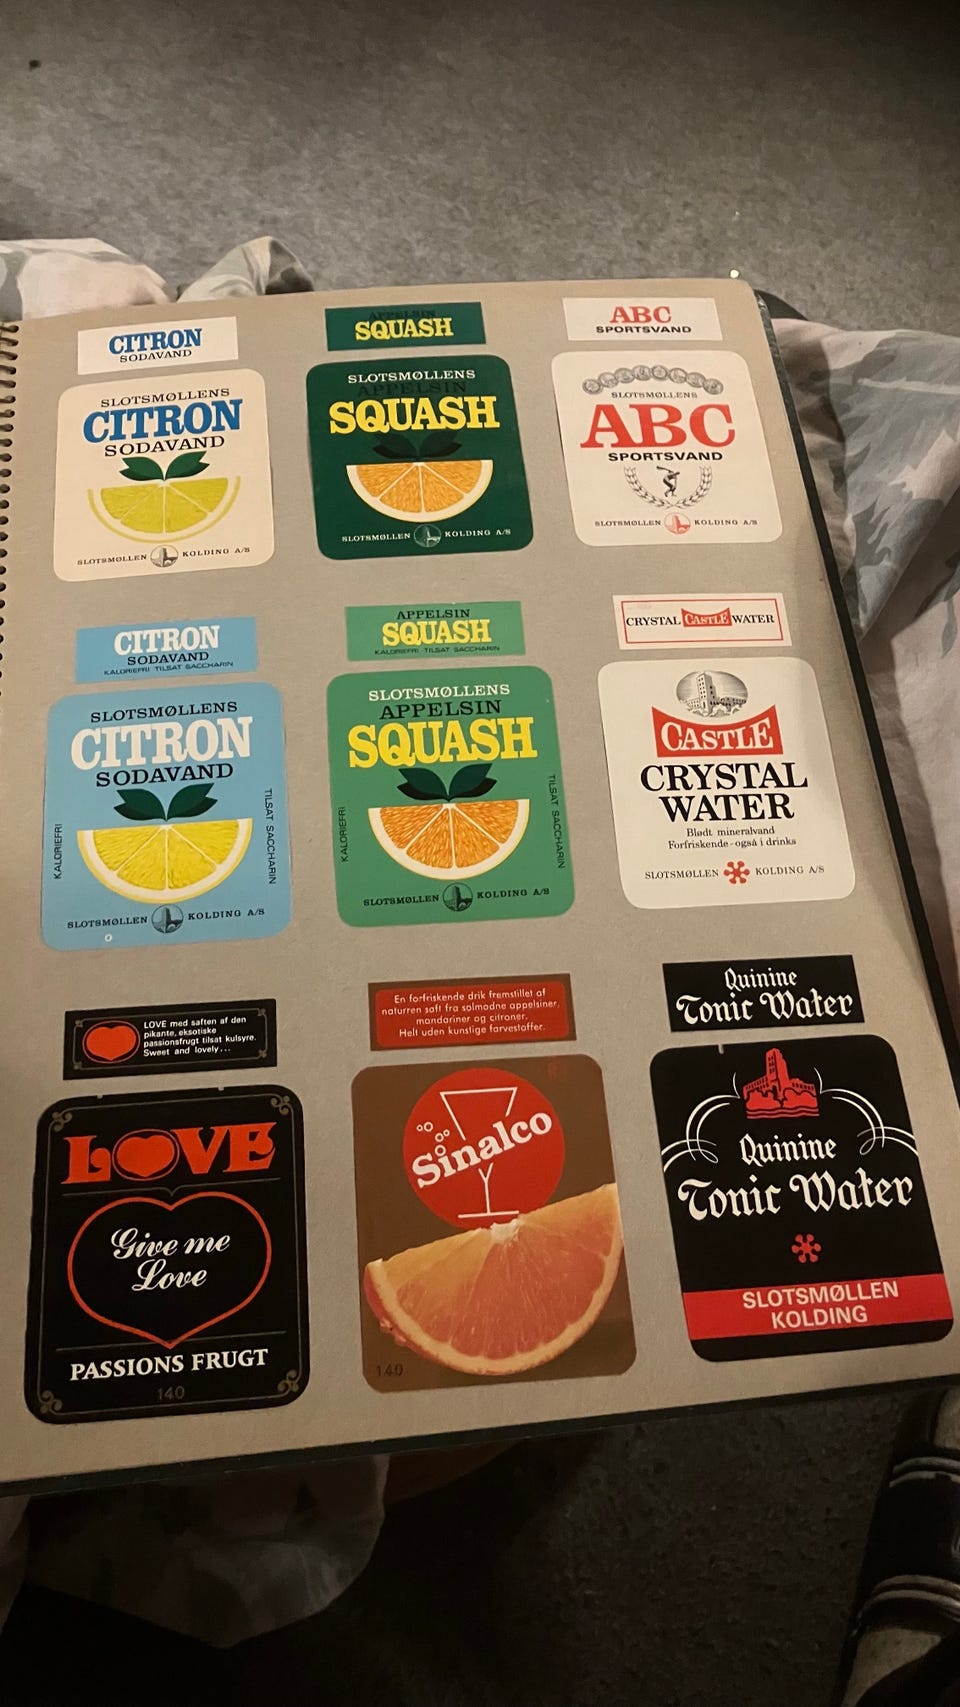 CITRON
SODAVAND
SLOTSMØLLENS
CITRON
SODAVAND
SLOTSMØLLEN KOLDING A/S
APPELSIN
SQUASH
SLOTSMØLLENS
APPELSIN
SQUASH
SLOTSMØLLEN KOLDING A/S
ABC
SPORTSVAND
SLOTSMØLLENS
ABC
SPORTSVAND
SLOTSMØLLEN KOLDING A/S
CITRON
SODAVAND
KALORIEFRI TILSAT SACCHARIN
SLOTSMØLLENS
CITRON
SODAVAND
KALORIEFRI
TILSAT SACCHARIN
SLOTSMØLLEN KOLDING A/S
APPELSIN
SQUASH
KALORIEFRI TILSAT SACCHARIN
SLOTSMØLLENS
APPELSIN
SQUASH
KALORIEFRI
TILSAT SACCHARIN
SLOTSMØLLEN KOLDING A/S
CRYSTAL CASTLE WATER
CASTLE
CRYSTAL
WATER
Blødt mineralvand
Forfriskende - også i drinks
SLOTSMØLLEN KOLDING A/S
LOVE med saften af den
pikante, eksotiske
passionsfrugt tilsat kulsyre.
Sweet and lovely...
LOVE
Give me
Love
PASSIONS FRUGT
140
En forfriskende drik fremstillet af
naturren saft fra solmodne appelsiner,
mandariner og citroner.
Helt uden kunstige farvestoffer.
Sinalco
140
Quinine
Tonic Water
Quinine
Tonic Water
SLOTSMØLLEN
KOLDING